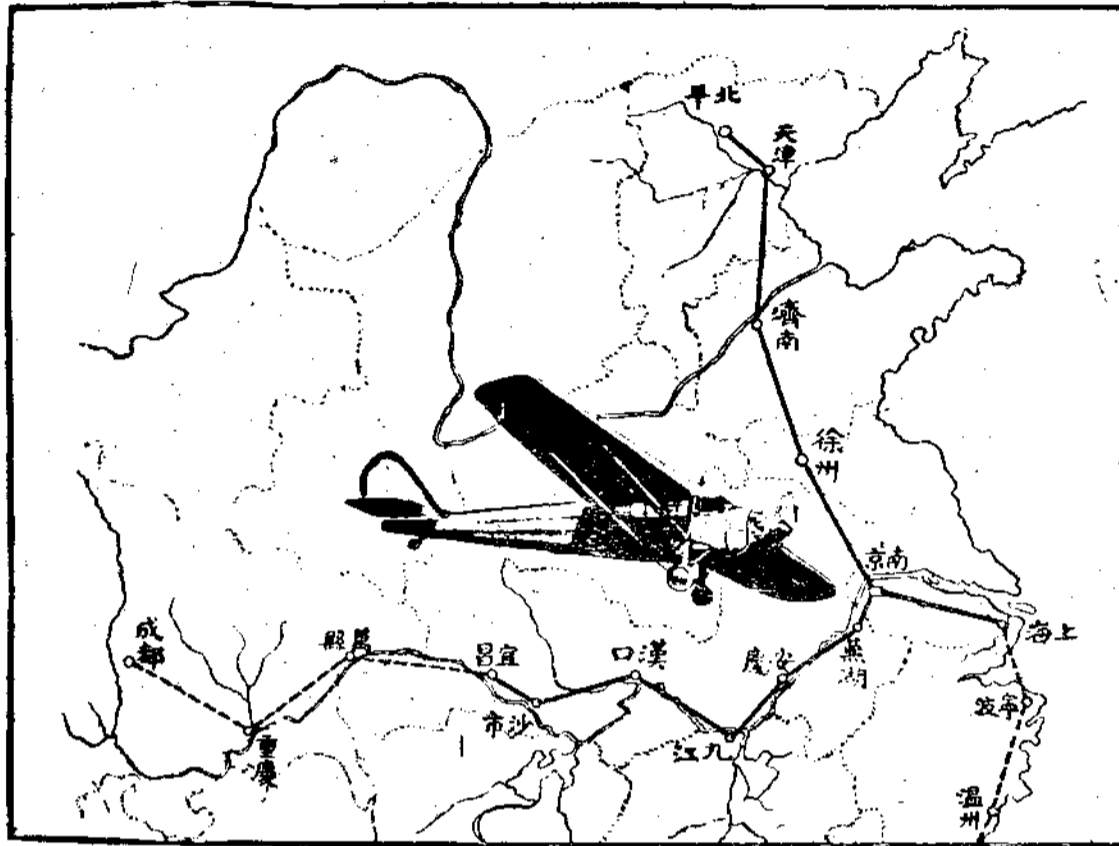 北平
天津
濟南
徐州
南京
上海
蕪湖
安慶
九江
漢口
沙市
宜昌
萬縣
重慶
成都
寧波
溫州